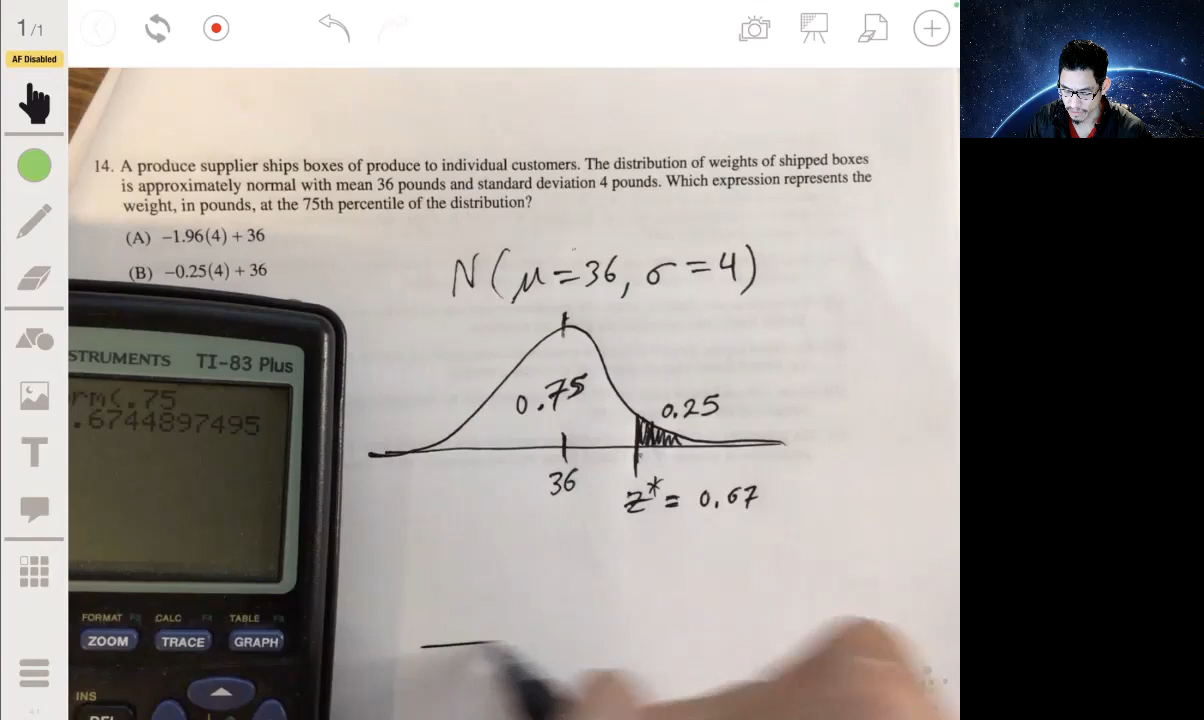 1/1
AF Disabled
14. A produce supplier ships boxes of produce to individual customers. The distribution of weights of shipped boxes
is approximately normal with mean 36 pounds and standard deviation 4 pounds. Which expression represents the
weight, in pounds, at the 75th percentile of the distribution?
(A) −1.96(4) + 36
(B) −0.25(4) + 36
N(μ=36, σ=4)
STRUMENTS TI-83 Plus
rm(.75
.6744897495
0.75
0.25
36
z*= 0.67
T
FORMAT F3 CALC F4 TABLE F5
ZOOM TRACE GRAPH
INS
DEL